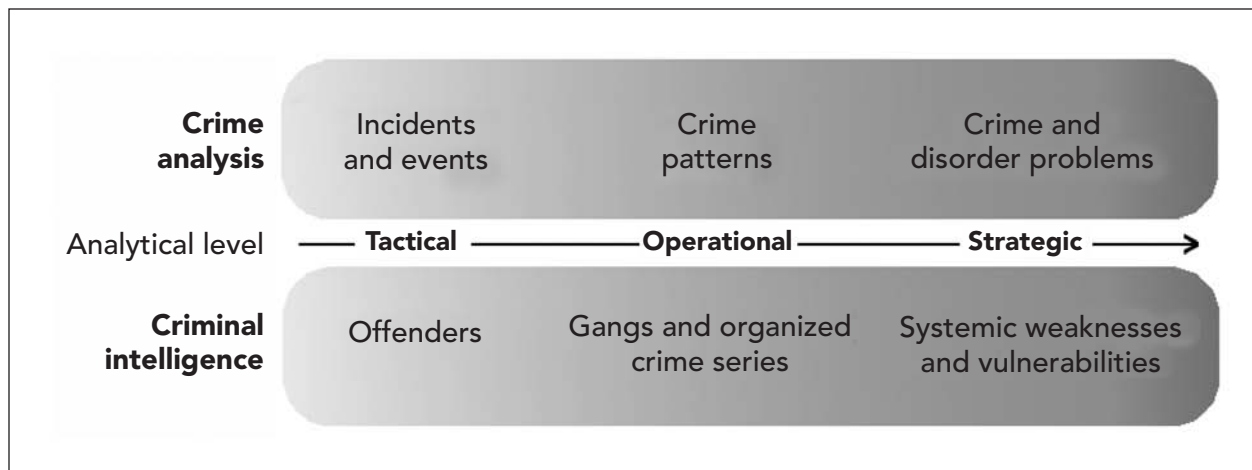 Crime
analysis
Incidents
and events
Crime
patterns
Crime and
disorder problems
Analytical level
Tactical
Operational
Strategic
Criminal
intelligence
Offenders
Gangs and organized
crime series
Systemic weaknesses
and vulnerabilities